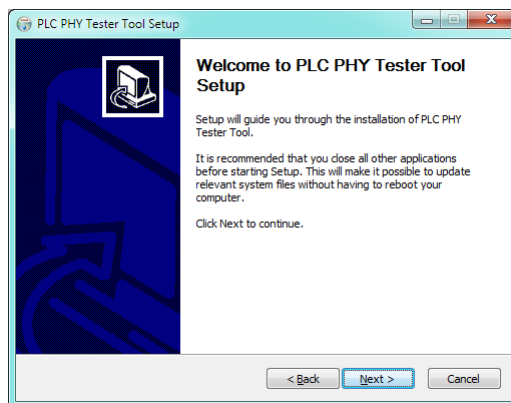 PLC PHY Tester Tool Setup
Welcome to PLC PHY Tester Tool
Setup
Setup will guide you through the installation of PLC PHY
Tester Tool.
It is recommended that you close all other applications
before starting Setup. This will make it possible to update
relevant system files without having to reboot your
computer.
Click Next to continue.
< Back
Next >
Cancel